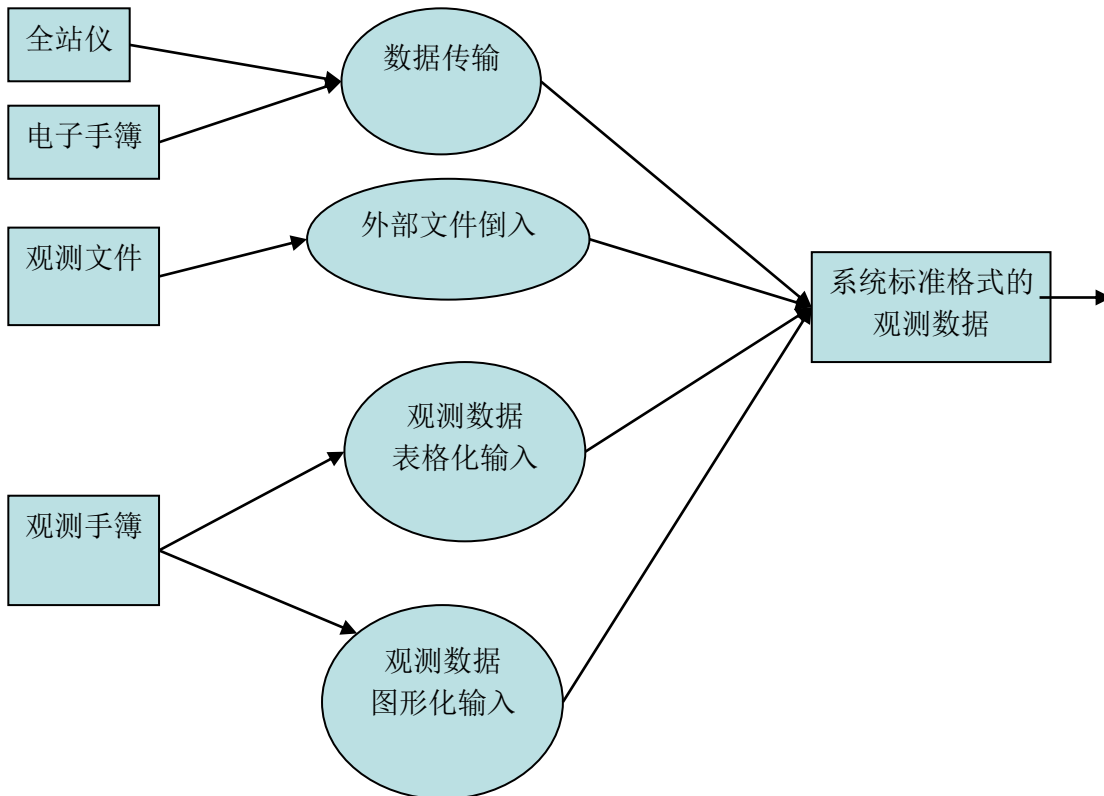 全站仪
数据传输
电子手簿
外部文件倒入
观测文件
系统标准格式的
观测数据
观测数据
表格化输入
观测手簿
观测数据
图形化输入